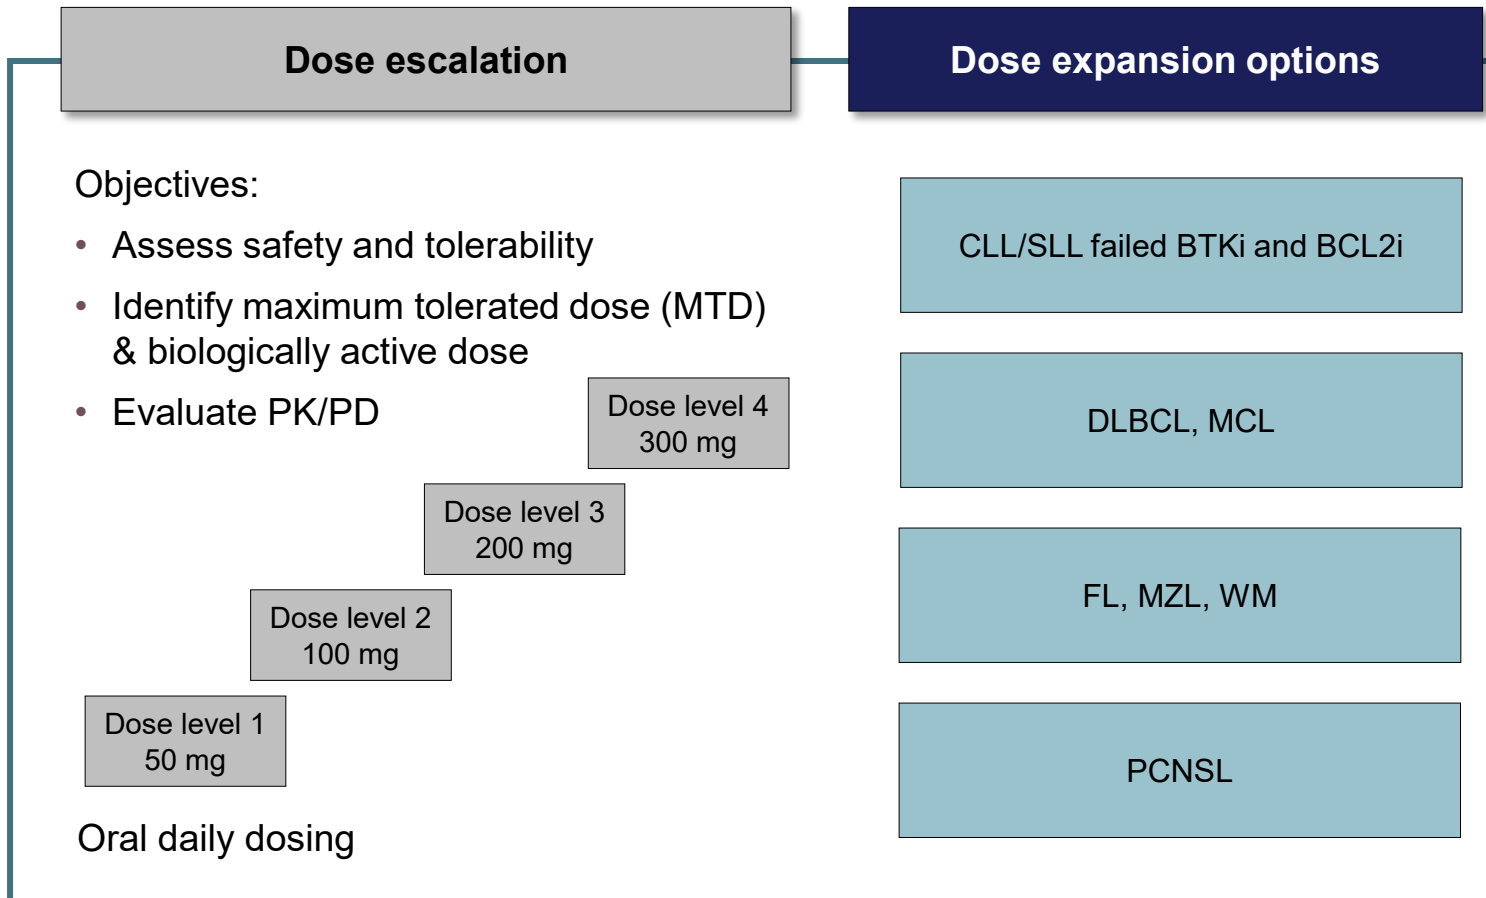 Dose escalation
Dose expansion options
Objectives:
• Assess safety and tolerability
• Identify maximum tolerated dose (MTD)
& biologically active dose
• Evaluate PK/PD
Dose level 4
300 mg
Dose level 3
200 mg
Dose level 2
100 mg
Dose level 1
50 mg
Oral daily dosing
CLL/SLL failed BTKi and BCL2i
DLBCL, MCL
FL, MZL, WM
PCNSL